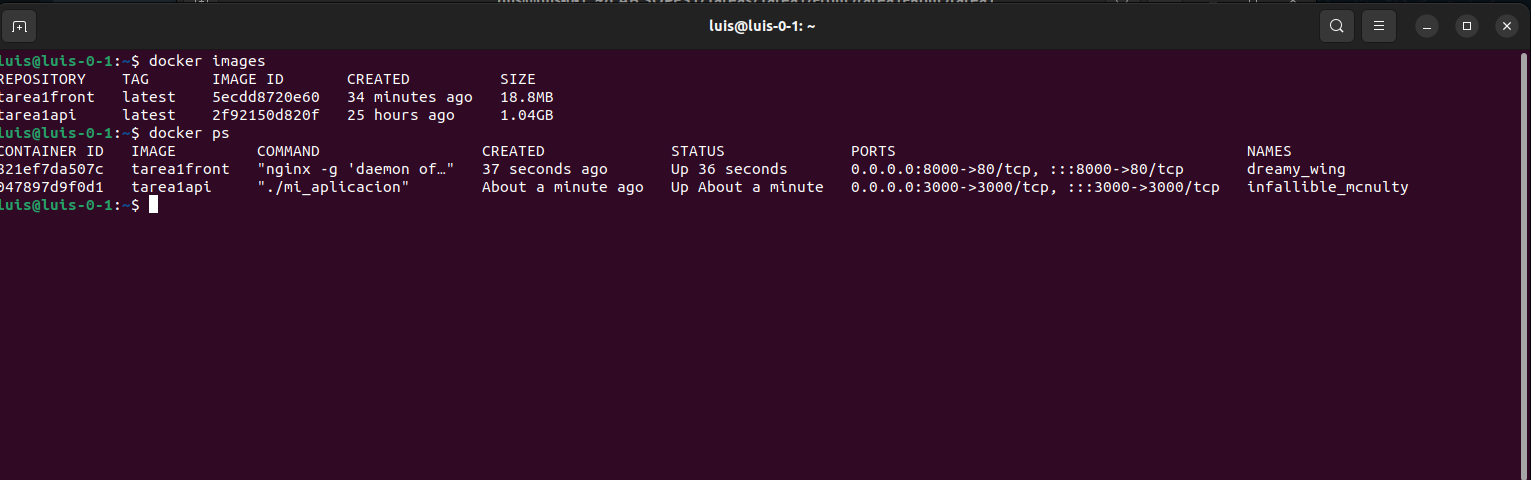 luis@luis-0-1: ~
luis@luis-0-1:~$ docker images
REPOSITORY   TAG       IMAGE ID       CREATED          SIZE
tarea1front   latest    5ecdd8720e60   34 minutes ago   18.8MB
tarea1api     latest    2f92150d820f   25 hours ago     1.04GB
luis@luis-0-1:~$ docker ps
CONTAINER ID   IMAGE         COMMAND                  CREATED              STATUS              PORTS                                       NAMES
821ef7da507c   tarea1front   "nginx -g 'daemon of…"   37 seconds ago       Up 36 seconds       0.0.0.0:8000->80/tcp, :::8000->80/tcp       dreamy_wing
047897d9f0d1   tarea1api     "./mi_aplicacion"        About a minute ago   Up About a minute   0.0.0.0:3000->3000/tcp, :::3000->3000/tcp   infallible_mcnulty
luis@luis-0-1:~$